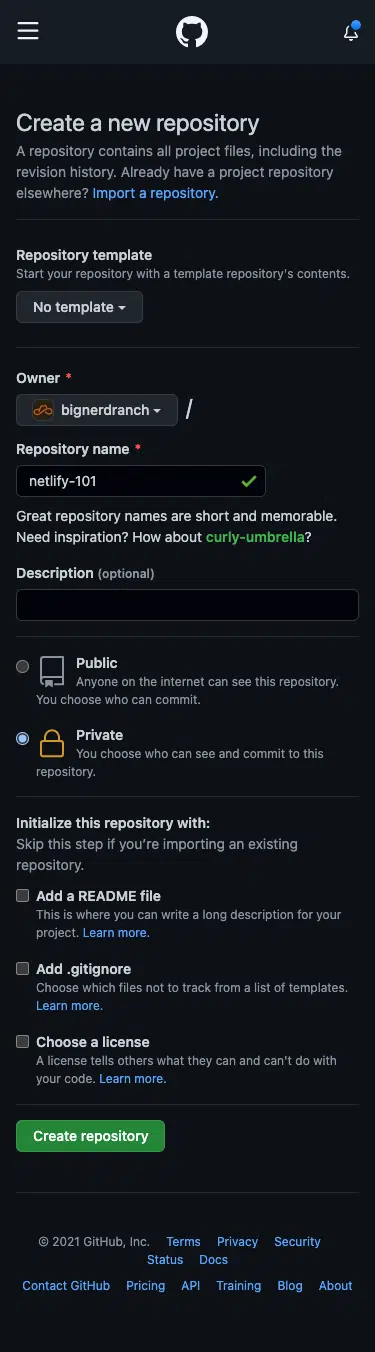 Create a new repository
A repository contains all project files, including the
revision history. Already have a project repository
elsewhere? Import a repository.
Repository template
Start your repository with a template repository's contents.
No template
Owner *
bignerdranch /
Repository name *
netlify-101
Great repository names are short and memorable.
Need inspiration? How about curly-umbrella?
Description (optional)
Public
Anyone on the internet can see this repository.
You choose who can commit.
Private
You choose who can see and commit to this
repository.
Initialize this repository with:
Skip this step if you’re importing an existing
repository.
Add a README file
This is where you can write a long description for your
project. Learn more.
Add .gitignore
Choose which files not to track from a list of templates.
Learn more.
Choose a license
A license tells others what they can and can't do with
your code. Learn more.
Create repository
© 2021 GitHub, Inc. Terms Privacy Security
Status Docs
Contact GitHub Pricing API Training Blog About